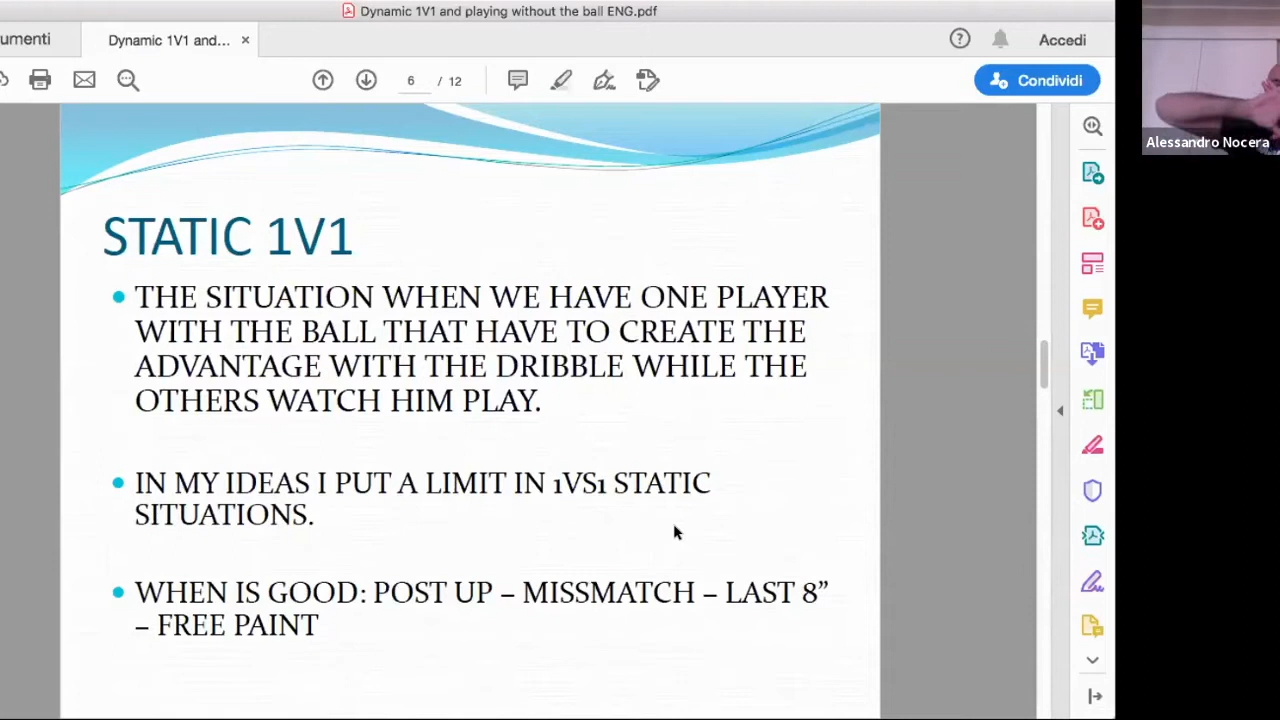 Dynamic 1V1 and playing without the ball ENG.pdf
umenti
Dynamic 1V1 and... ×
Accedi
6 / 12
Condividi
Alessandro Nocera
STATIC 1V1
• THE SITUATION WHEN WE HAVE ONE PLAYER
WITH THE BALL THAT HAVE TO CREATE THE
ADVANTAGE WITH THE DRIBBLE WHILE THE
OTHERS WATCH HIM PLAY.
• IN MY IDEAS I PUT A LIMIT IN 1VS1 STATIC
SITUATIONS.
• WHEN IS GOOD: POST UP – MISSMATCH – LAST 8”
– FREE PAINT